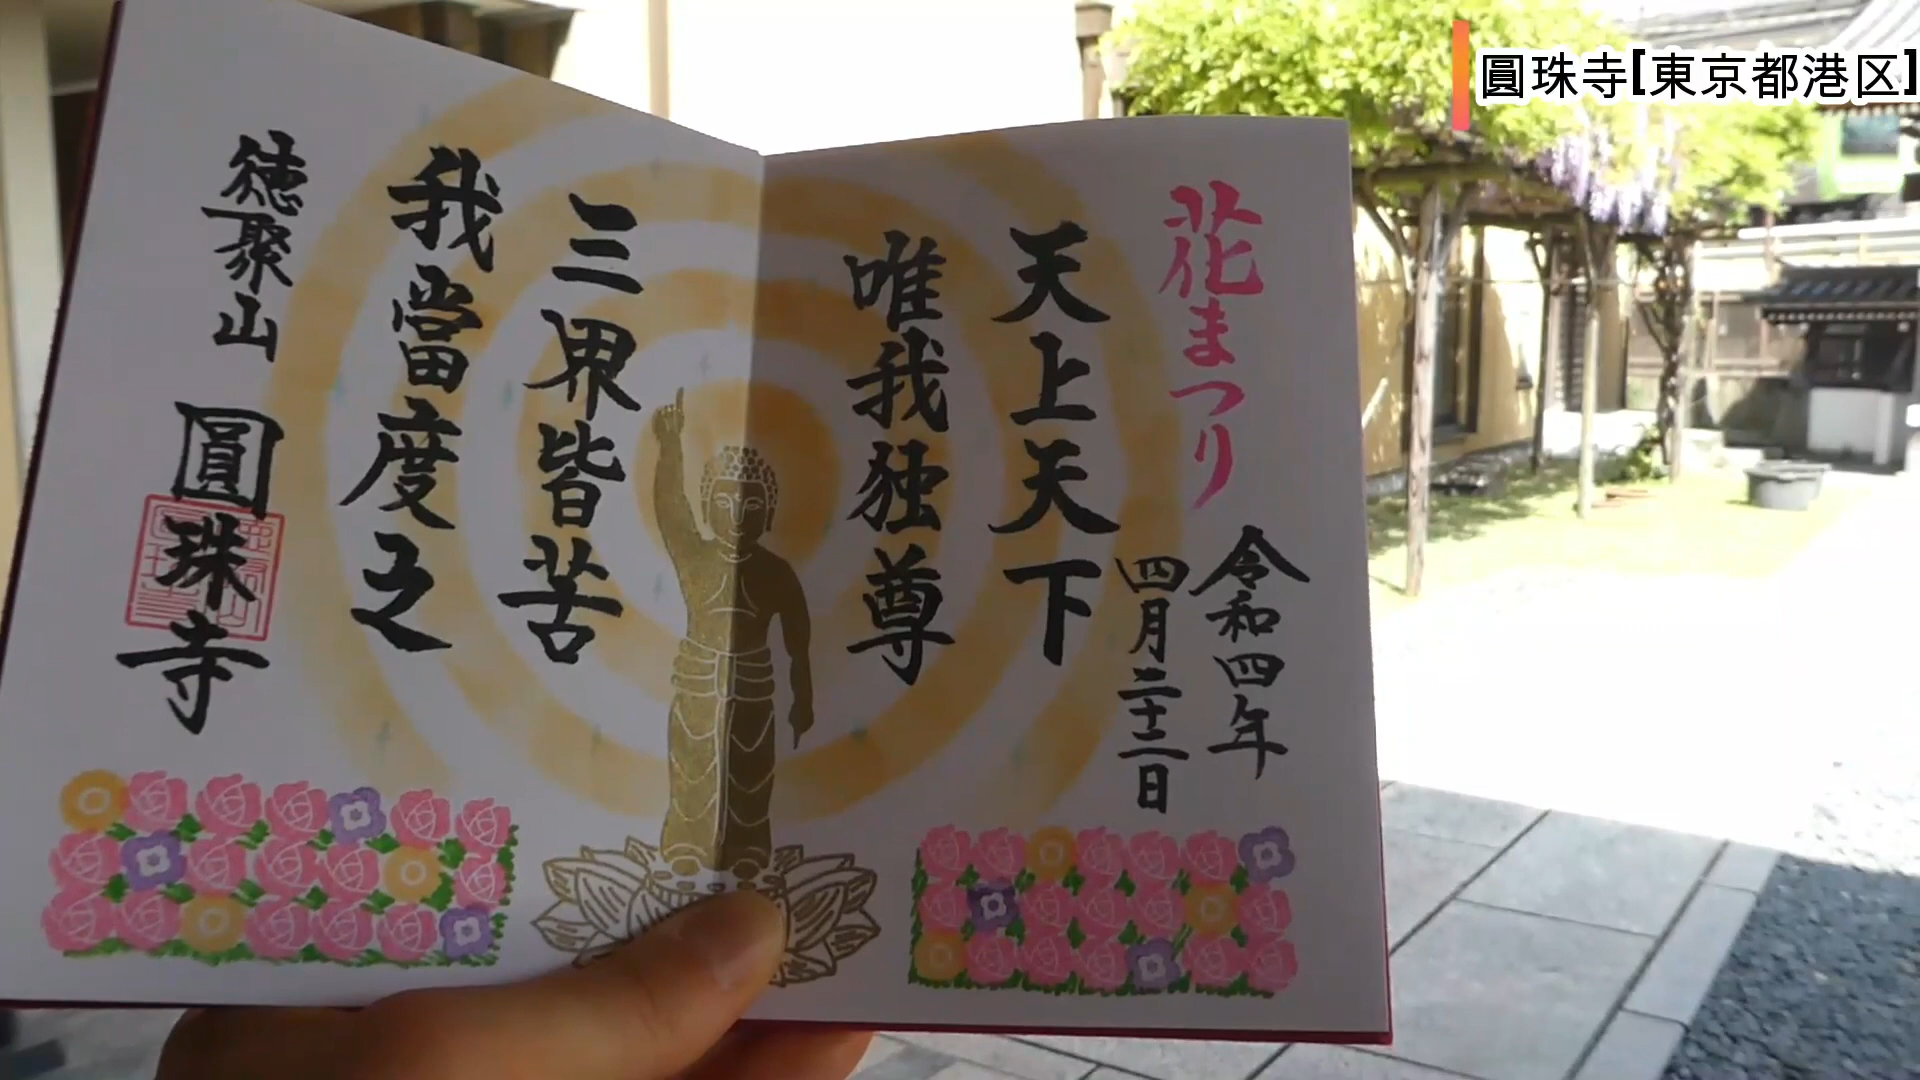 圓珠寺[東京都港区]
花まつり
令和四年
四月二十二日
天上天下
唯我独尊
三界皆苦
我當度之
徳聚山
圓珠寺